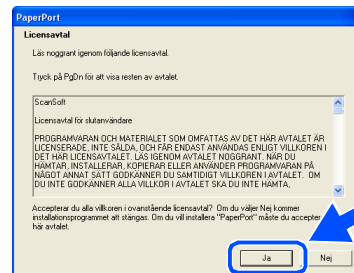 PaperPort
Licensavtal
Läs noggrant igenom följande licensavtal.
Tryck på PgDn för att visa resten av avtalet.
ScanSoft
Licensavtal för slutanvändare
PROGRAMVARAN OCH MATERIALET SOM OMFATTAS AV DET HÄR AVTALET ÄR
LICENSERADE, INTE SÅLDA, OCH FÅR ENDAST ANVÄNDAS ENLIGT VILLKOREN I
DET HÄR LICENSAVTALET. LÄS IGENOM AVTALET NOGGRANT. NÄR DU
HÄMTAR, INSTALLERAR, KOPIERAR ELLER ANVÄNDER PROGRAMVARAN PÅ
NÅGOT ANNAT SÄTT GODKÄNNER DU SAMTIDIGT VILLKOREN I AVTALET. OM
DU INTE GODKÄNNER ALLA VILLKOR I AVTALET SKA DU INTE HÄMTA,
Accepterar du alla villkoren i ovanstående licensavtal? Om du väljer Nej kommer
installationsprogrammet att stängas. Om du vill installera "PaperPort" måste du accepter
här avtalet.
Ja
Nej